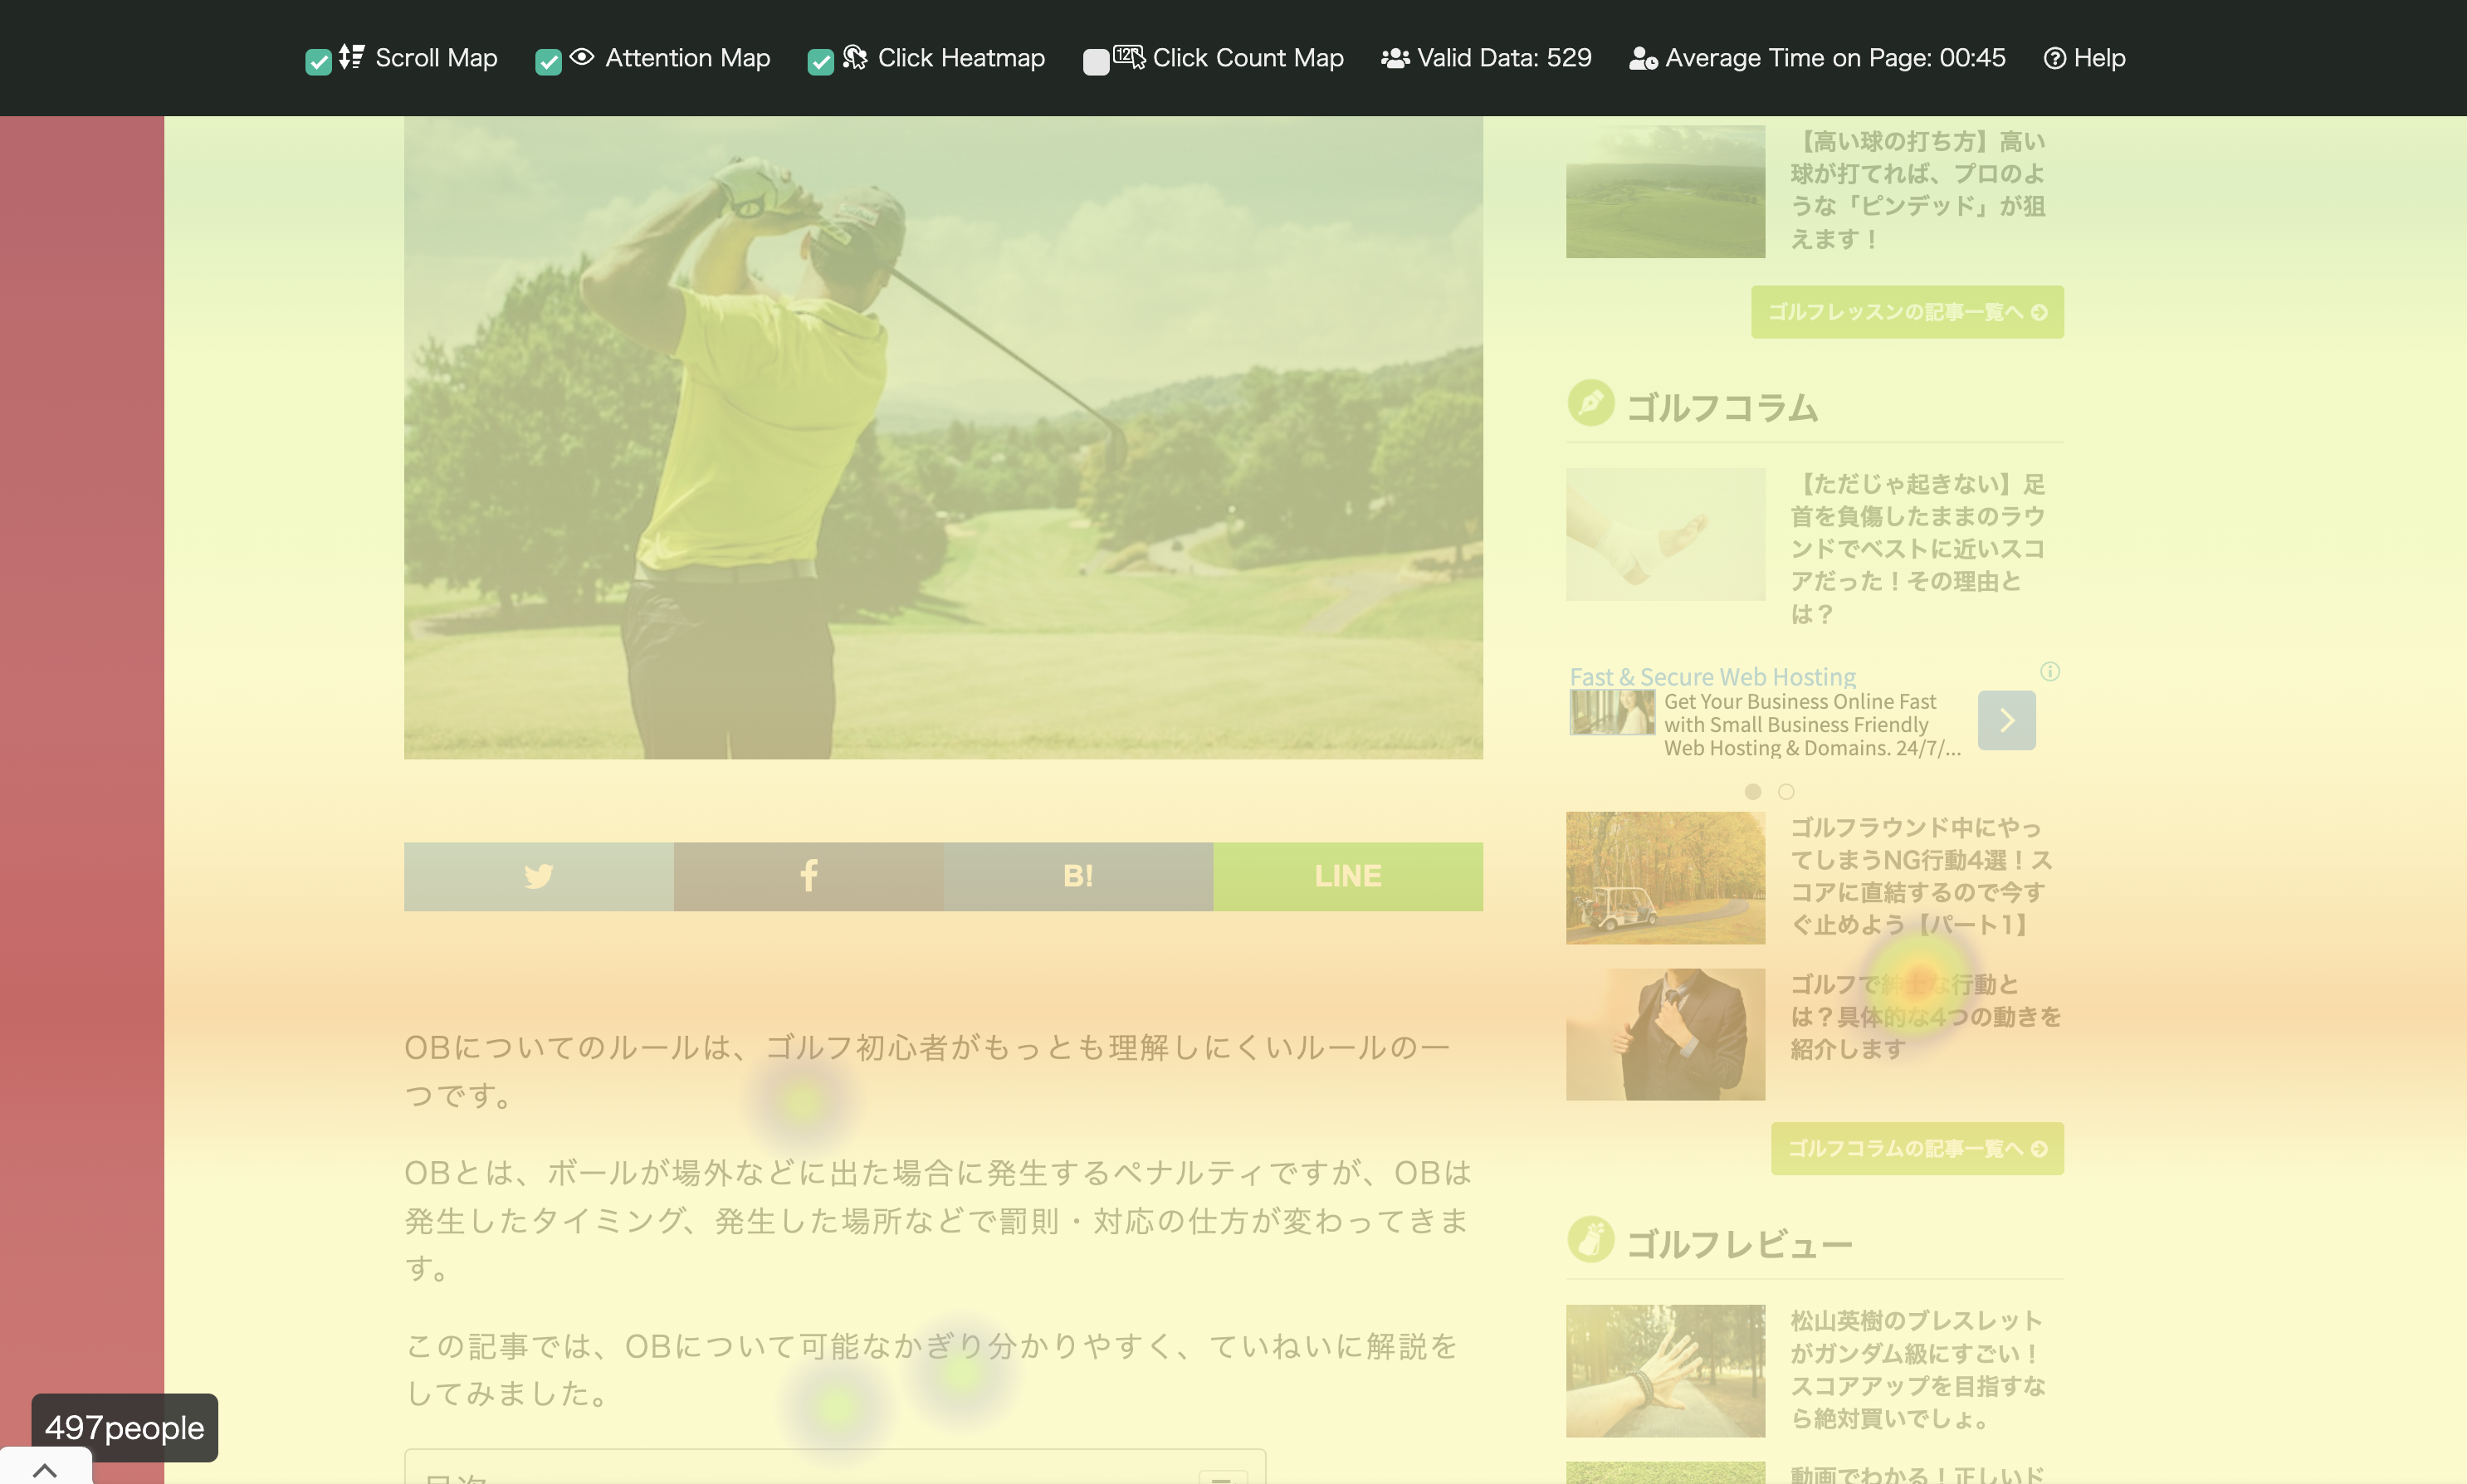 Scroll Map
Attention Map
Click Heatmap
Click Count Map
Valid Data: 529
Average Time on Page: 00:45
Help
【高い球の打ち方】高い
球が打てれば、プロのよ
うな「ピンデッド」が狙
えます！
ゴルフレッスンの記事一覧へ
ゴルフコラム
【ただじゃ起きない】足
首を負傷したままのラウ
ンドでベストに近いスコ
アだった！その理由と
は？
Fast & Secure Web Hosting
Get Your Business Online Fast
with Small Business Friendly
Web Hosting & Domains. 24/7/...
ゴルフラウンド中にやっ
てしまうNG行動4選！ス
コアに直結するので今す
ぐ止めよう【パート1】
ゴルフで紳士な行動と
は？具体的な4つの動きを
紹介します
ゴルフコラムの記事一覧へ
ゴルフレビュー
松山英樹のブレスレット
がガンダム級にすごい！
スコアアップを目指すな
ら絶対買いでしょ。
動画でわかる！正しいド
B!
LINE
OBについてのルールは、ゴルフ初心者がもっとも理解しにくいルールの一
つです。
OBとは、ボールが場外などに出た場合に発生するペナルティですが、OBは
発生したタイミング、発生した場所などで罰則・対応の仕方が変わってきま
す。
この記事では、OBについて可能なかぎり分かりやすく、ていねいに解説を
してみました。
目次
497people